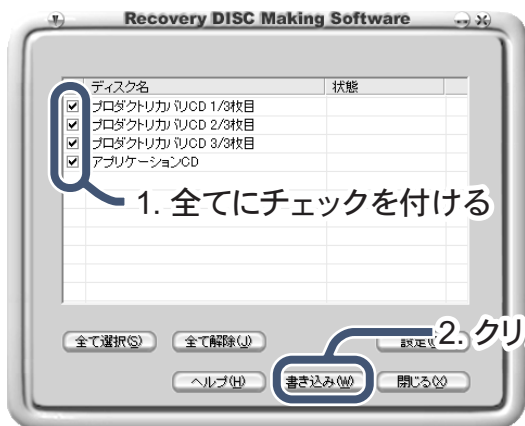 Recovery DISC Making Software
ディスク名 状態
プロダクトリカバリCD 1/3枚目
プロダクトリカバリCD 2/3枚目
プロダクトリカバリCD 3/3枚目
アプリケーションCD
1. 全てにチェックを付ける
全て選択(S) 全て解除(J) 設定
2. クリ
ヘルプ(H) 書き込み(W) 閉じる(X)